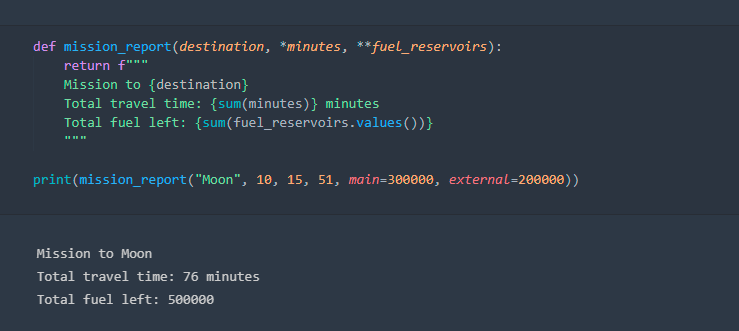 def mission_report(destination, *minutes, **fuel_reservoirs):
    return f"""
    Mission to {destination}
    Total travel time: {sum(minutes)} minutes
    Total fuel left: {sum(fuel_reservoirs.values())}
    """
print(mission_report("Moon", 10, 15, 51, main=300000, external=200000))
Mission to Moon
Total travel time: 76 minutes
Total fuel left: 500000